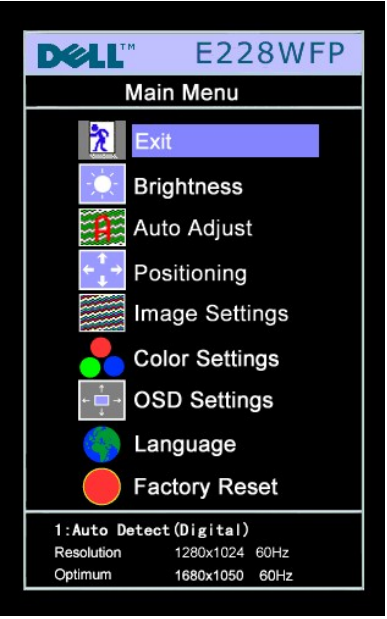 DELL™ E228WFP
Main Menu
Exit
Brightness
A Auto Adjust
Positioning
Image Settings
Color Settings
OSD Settings
Language
Factory Reset
1:Auto Detect(Digital)
Resolution 1280x1024 60Hz
Optimum 1680x1050 60Hz